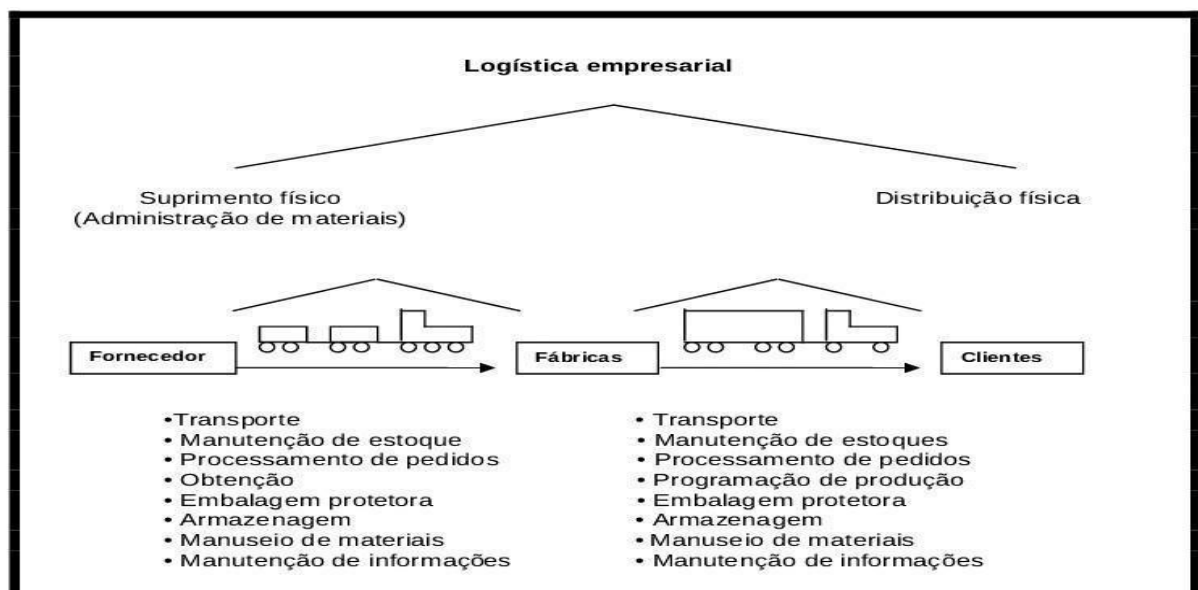 Logística empresarial
Suprimento físico
(Administração de materiais)
Distribuição física
Fornecedor
Fábricas
Clientes
•Transporte
• Manutenção de estoque
• Processamento de pedidos
• Obtenção
• Embalagem protetora
• Armazenagem
• Manuseio de materiais
• Manutenção de informações
• Transporte
• Manutenção de estoques
• Processamento de pedidos
• Programação de produção
• Embalagem protetora
• Armazenagem
• Manuseio de materiais
• Manutenção de informações